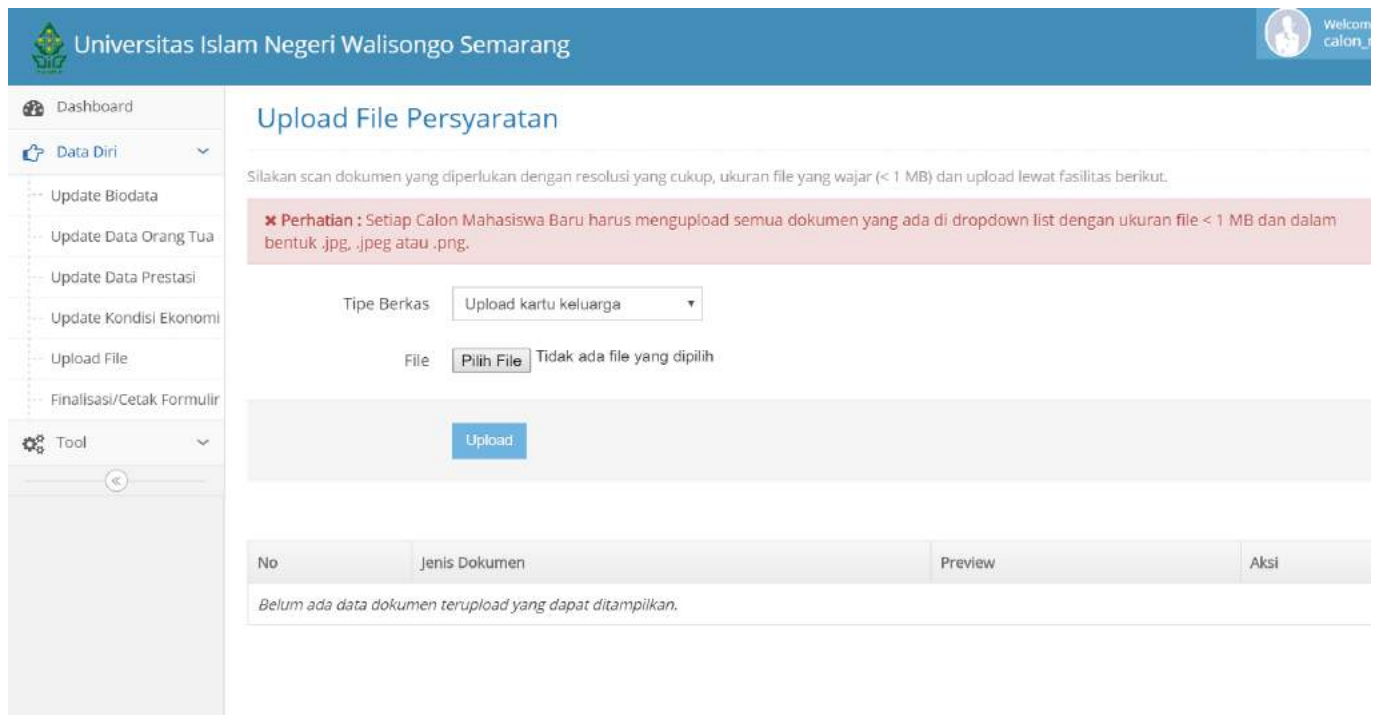 Universitas Islam Negeri Walisongo Semarang
Welcom
calon_
Dashboard
Data Diri
Update Biodata
Update Data Orang Tua
Update Data Prestasi
Update Kondisi Ekonomi
Upload File
Finalisasi/Cetak Formulir
Tool
Upload File Persyaratan
Silakan scan dokumen yang diperlukan dengan resolusi yang cukup, ukuran file yang wajar (< 1 MB) dan upload lewat fasilitas berikut.
✖ Perhatian : Setiap Calon Mahasiswa Baru harus mengupload semua dokumen yang ada di dropdown list dengan ukuran file < 1 MB dan dalam
bentuk .jpg, .jpeg atau .png.
Tipe Berkas Upload kartu keluarga
File Pilih File Tidak ada file yang dipilih
Upload
No Jenis Dokumen Preview Aksi
Belum ada data dokumen terupload yang dapat ditampilkan.